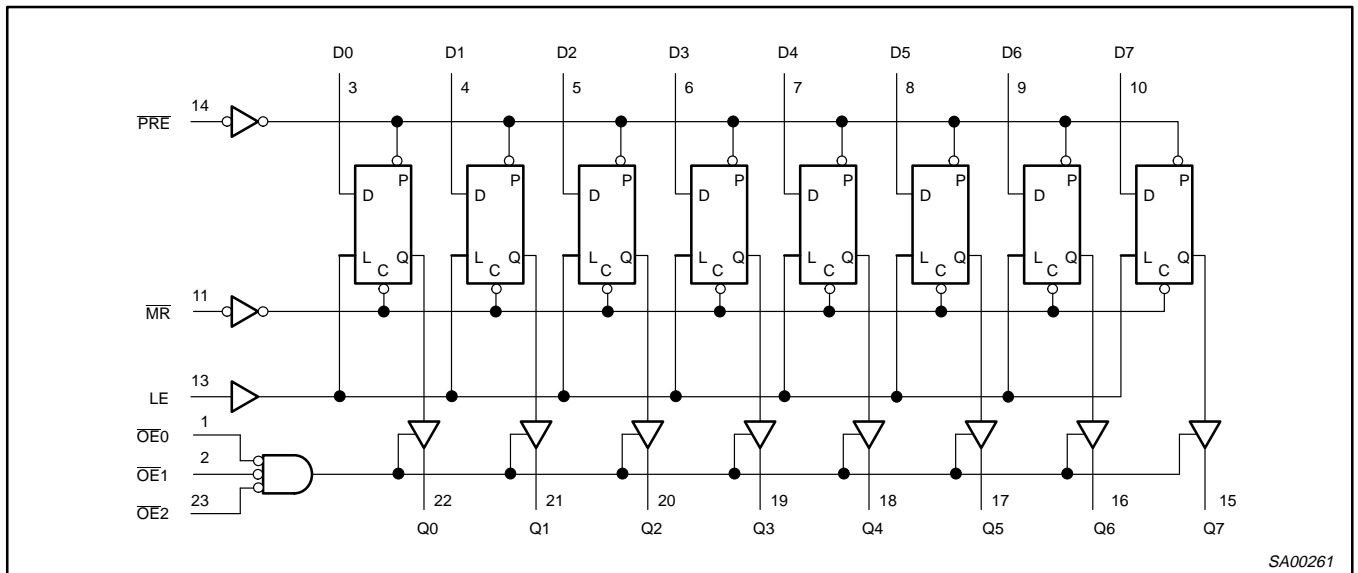 D0 D1 D2 D3 D4 D5 D6 D7
3 4 5 6 7 8 9 10
14
PRE
P P P P P P P P
D D D D D D D D
L Q L Q L Q L Q L Q L Q L Q L Q
C C C C C C C C
11
MR
13
LE
1
OE0
2
OE1
23
OE2
22 21 20 19 18 17 16 15
Q0 Q1 Q2 Q3 Q4 Q5 Q6 Q7
SA00261